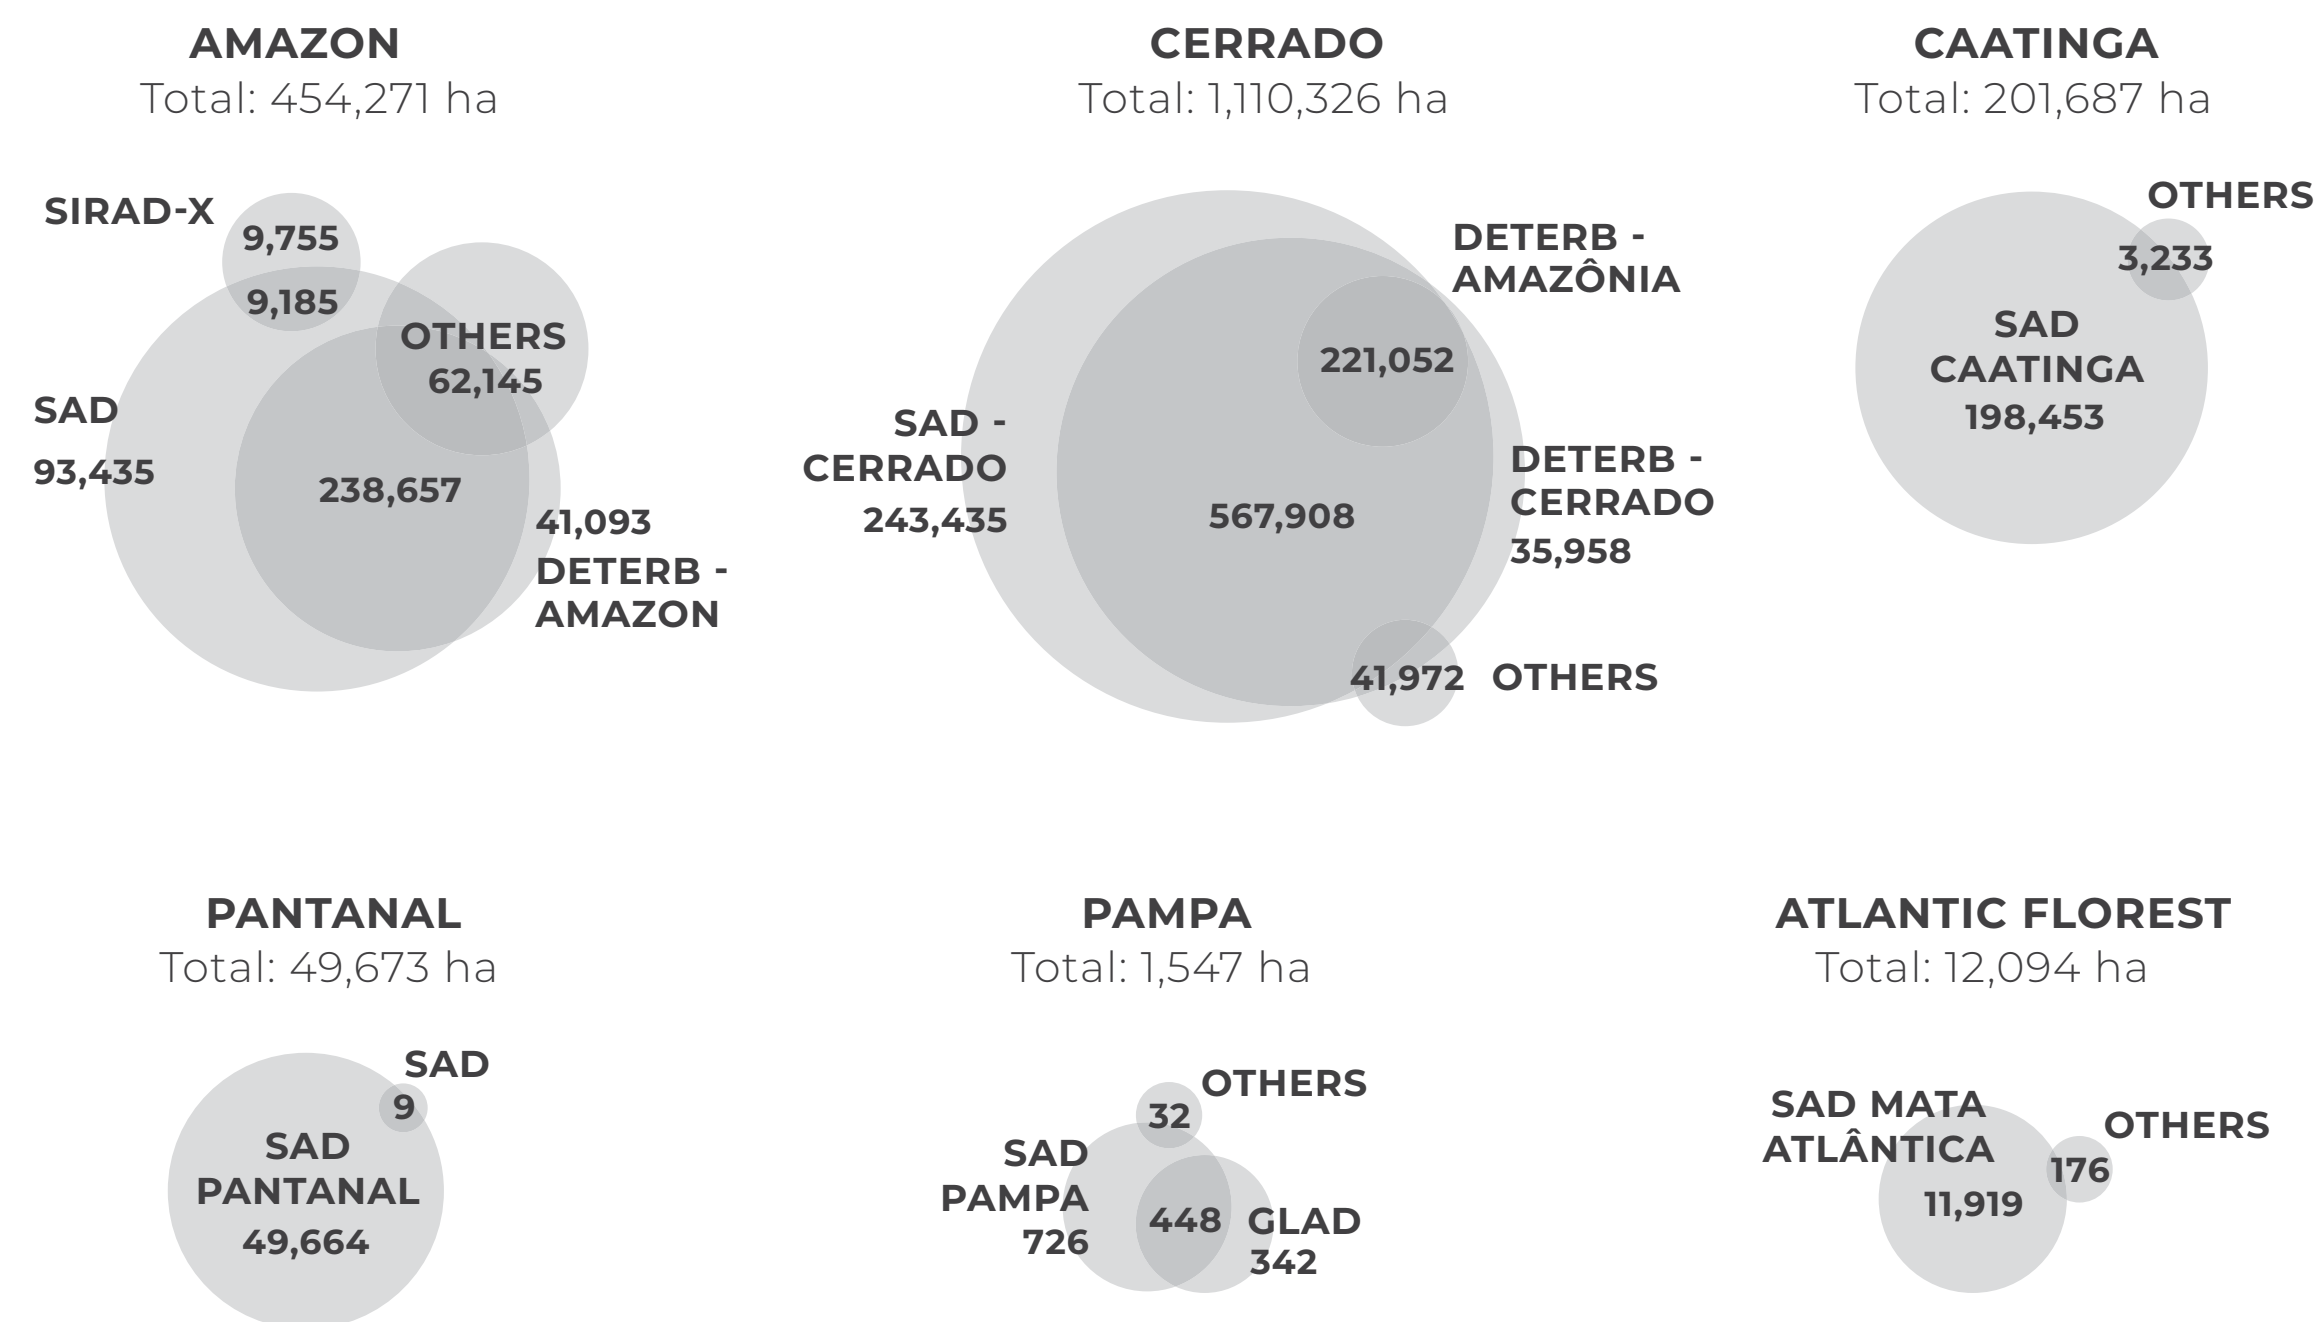 AMAZON
Total: 454,271 ha
SIRAD-X
9,755
9,185
OTHERS
62,145
SAD
93,435
238,657
41,093
DETERB -
AMAZON
CERRADO
Total: 1,110,326 ha
DETERB -
AMAZÔNIA
221,052
SAD -
CERRADO
243,435
567,908
DETERB -
CERRADO
35,958
41,972
OTHERS
CAATINGA
Total: 201,687 ha
OTHERS
3,233
SAD
CAATINGA
198,453
PANTANAL
Total: 49,673 ha
SAD
9
SAD
PANTANAL
49,664
PAMPA
Total: 1,547 ha
OTHERS
32
SAD
PAMPA
726
448
GLAD
342
ATLANTIC FLOREST
Total: 12,094 ha
SAD MATA
ATLÂNTICA
11,919
OTHERS
176